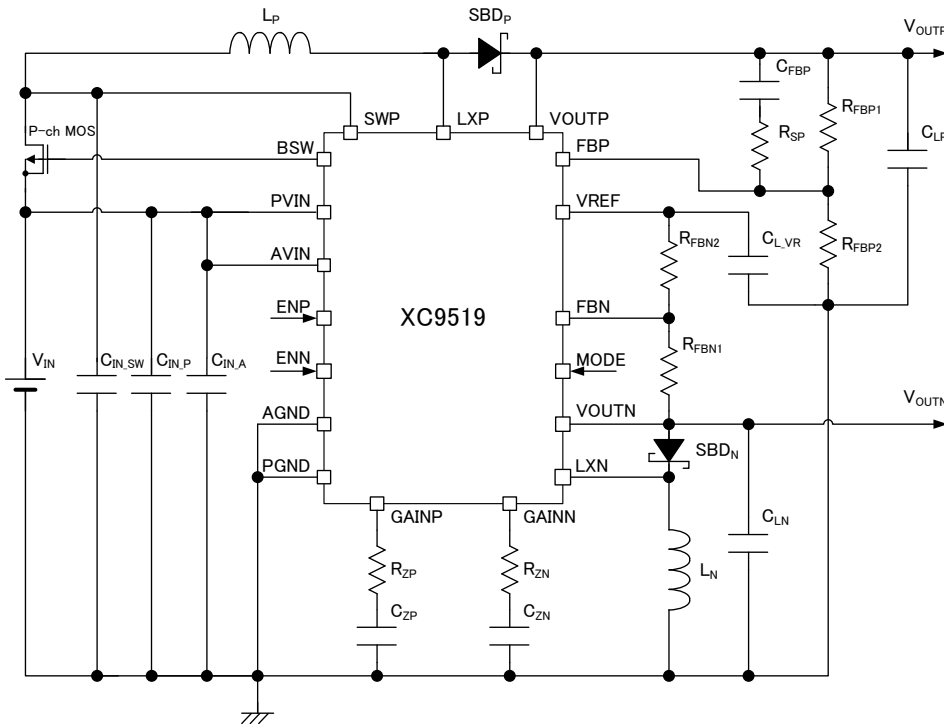 L_P
SBD_P
V_OUTP
C_FBP
R_SP
R_FBP1
C_LP
P-ch MOS
SWP
LXP
VOUTP
BSW
FBP
PVIN
VREF
R_FBN2
C_L_VR
R_FBP2
AVIN
ENP
XC9519
FBN
V_IN
C_IN_SW
C_IN_P
C_IN_A
ENN
MODE
R_FBN1
AGND
VOUTN
V_OUTN
SBD_N
PGND
LXN
GAINP
GAINN
C_LN
R_ZP
R_ZN
L_N
C_ZP
C_ZN